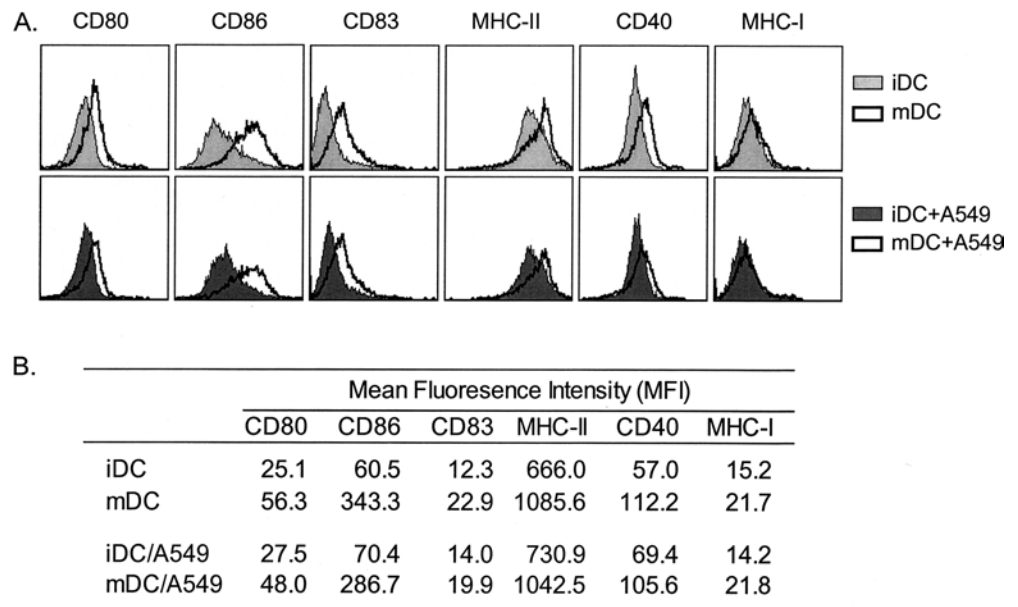 A. CD80 CD86 CD83 MHC-II CD40 MHC-I
iDC
mDC
iDC+A549
mDC+A549
B.
Mean Fluoresence Intensity (MFI)
CD80 CD86 CD83 MHC-II CD40 MHC-I
iDC 25.1 60.5 12.3 666.0 57.0 15.2
mDC 56.3 343.3 22.9 1085.6 112.2 21.7
iDC/A549 27.5 70.4 14.0 730.9 69.4 14.2
mDC/A549 48.0 286.7 19.9 1042.5 105.6 21.8